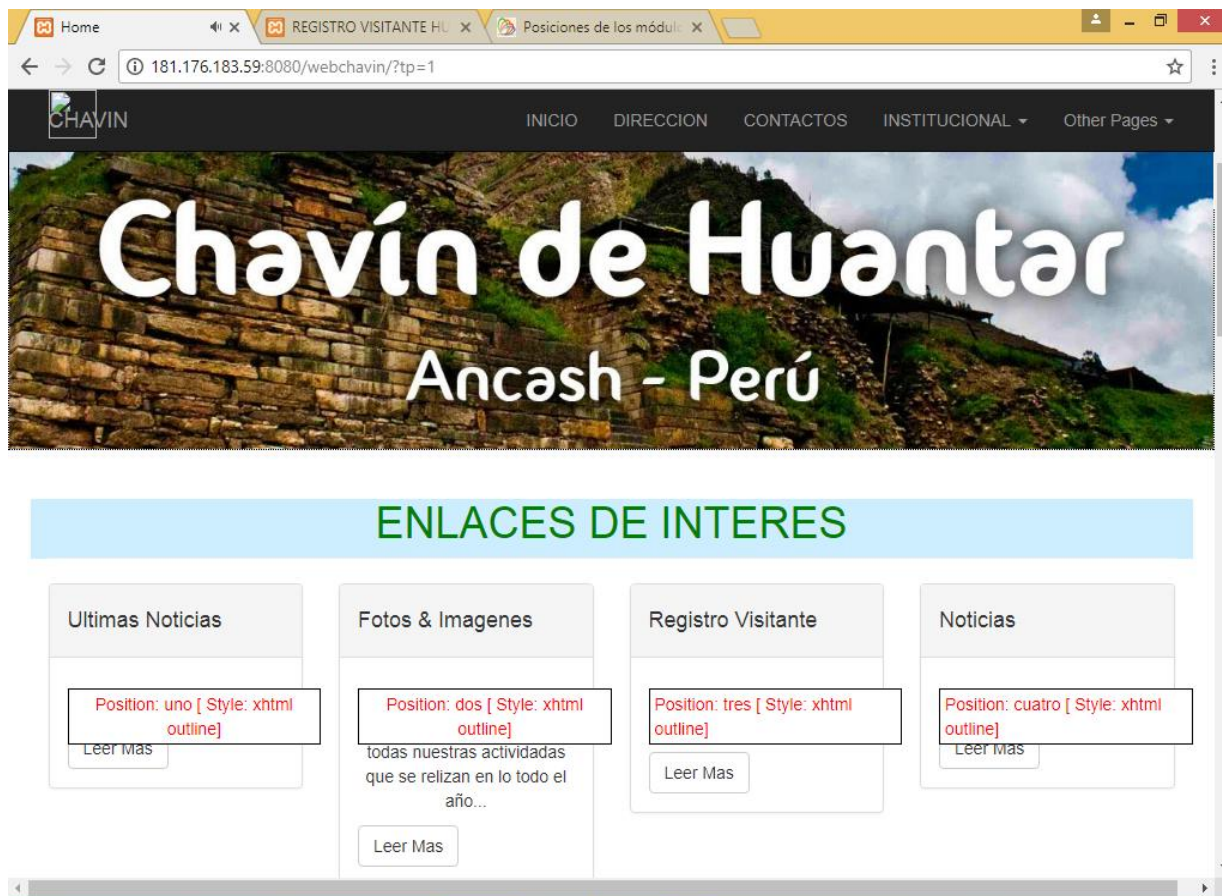 Home
REGISTRO VISITANTE HU
Posiciones de los módulo
181.176.183.59:8080/webchavin/?tp=1
CHAVIN
INICIO DIRECCION CONTACTOS INSTITUCIONAL Other Pages
Chavín de Huantar
Ancash - Perú
ENLACES DE INTERES
Ultimas Noticias
Position: uno [ Style: xhtml
outline]
Leer Mas
Fotos & Imagenes
Position: dos [ Style: xhtml
outline]
todas nuestras actividadas
que se relizan en lo todo el
año...
Leer Mas
Registro Visitante
Position: tres [ Style: xhtml
outline]
Leer Mas
Noticias
Position: cuatro [ Style: xhtml
outline]
Leer Mas